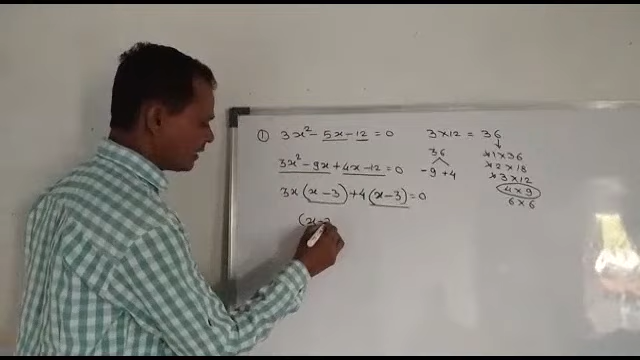 ① 3x² - 5x - 12 = 0
3x² - 9x + 4x - 12 = 0
3x (x - 3) + 4 (x - 3) = 0
(x - 3
3 × 12 = 36
36
- 9 + 4
* 1 × 36
* 2 × 18
* 3 × 12
4 × 9
6 × 6